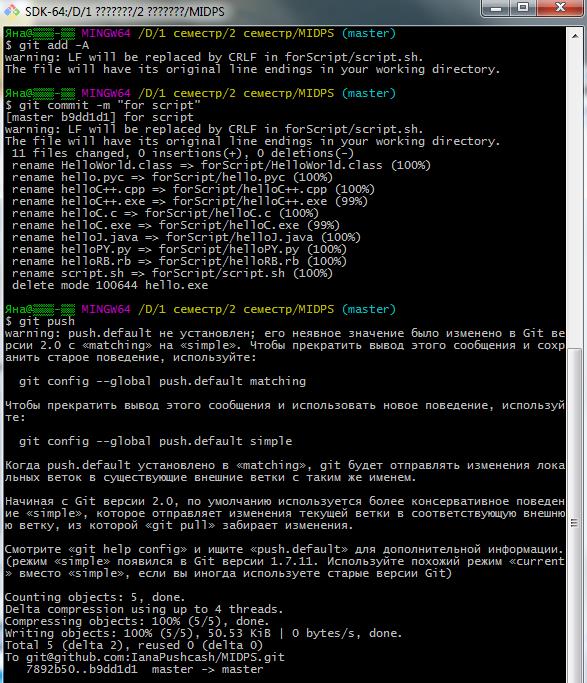 SDK-64:/D/1 ???????/2 ???????/MIDPS
Яна@▒▒▒-▒▒ MINGW64 /D/1 семестр/2 семестр/MIDPS (master)
$ git add -A
warning: LF will be replaced by CRLF in forScript/script.sh.
The file will have its original line endings in your working directory.
Яна@▒▒▒-▒▒ MINGW64 /D/1 семестр/2 семестр/MIDPS (master)
$ git commit -m "for script"
[master b9dd1d1] for script
warning: LF will be replaced by CRLF in forScript/script.sh.
The file will have its original line endings in your working directory.
11 files changed, 0 insertions(+), 0 deletions(-)
rename HelloWorld.class => forScript/HelloWorld.class (100%)
rename hello.pyc => forScript/hello.pyc (100%)
rename helloC++.cpp => forScript/helloC++.cpp (100%)
rename helloC++.exe => forScript/helloC++.exe (99%)
rename helloC.c => forScript/helloC.c (100%)
rename helloC.exe => forScript/helloC.exe (99%)
rename helloJ.java => forScript/helloJ.java (100%)
rename helloPY.py => forScript/helloPY.py (100%)
rename helloRB.rb => forScript/helloRB.rb (100%)
rename script.sh => forScript/script.sh (100%)
delete mode 100644 hello.exe
Яна@▒▒▒-▒▒ MINGW64 /D/1 семестр/2 семестр/MIDPS (master)
$ git push
warning: push.default не установлен; его неявное значение было изменено в Git ве
рсии 2.0 с «matching» на «simple». Чтобы прекратить вывод этого сообщения и сохр
анить старое поведение, используйте:
git config --global push.default matching
Чтобы прекратить вывод этого сообщения и использовать новое поведение, используй
те:
git config --global push.default simple
Когда push.default установлено в «matching», git будет отправлять изменения лока
льных веток в существующие внешние ветки с таким же именем.
Начиная с Git версии 2.0, по умолчанию используется более консервативное поведен
ие «simple», которое отправляет изменения текущей ветки в соответствующую внешню
ю ветку, из которой «git pull» забирает изменения.
Смотрите «git help config» и ищите «push.default» для дополнительной информации.
(режим «simple» появился в Git версии 1.7.11. Используйте похожий режим «current
» вместо «simple», если вы иногда используете старые версии Git)
Counting objects: 5, done.
Delta compression using up to 4 threads.
Compressing objects: 100% (5/5), done.
Writing objects: 100% (5/5), 50.53 KiB | 0 bytes/s, done.
Total 5 (delta 2), reused 0 (delta 0)
To git@github.com:IanaPushcash/MIDPS.git
7892b50..b9dd1d1  master -> master